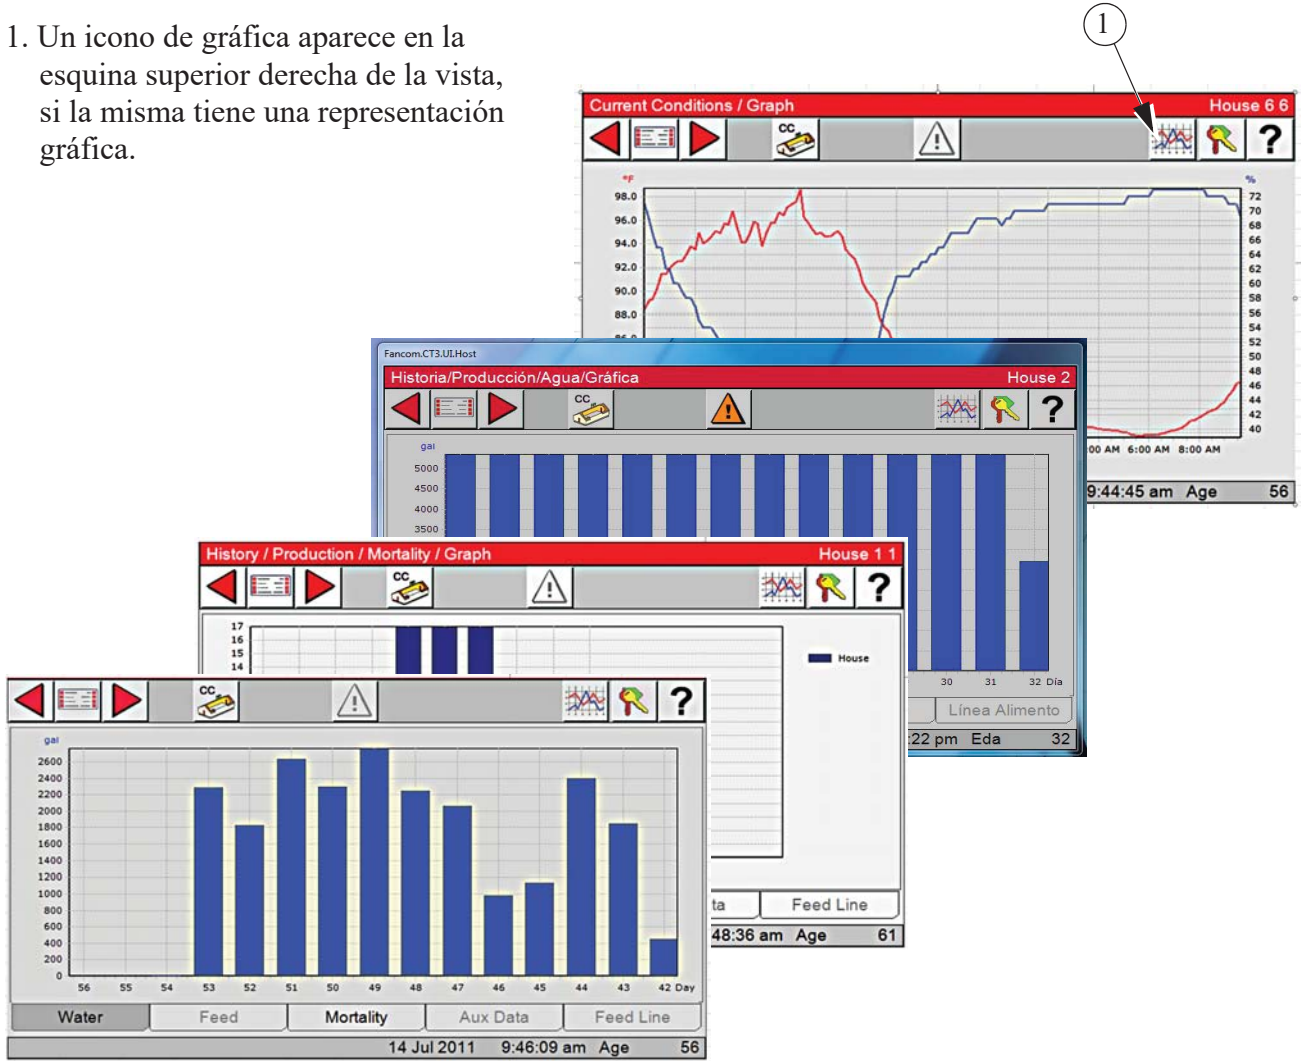 1. Un icono de gráfica aparece en la
esquina superior derecha de la vista,
si la misma tiene una representación
gráfica.
1
Current Conditions / Graph House 6 6
CC
?
°F %
98.0
96.0
94.0
92.0
90.0
88.0
72
70
68
66
64
62
60
58
56
54
52
50
48
46
44
42
40
:00 AM 6:00 AM 8:00 AM
9:44:45 am Age 56
Fancom.CT3.UI.Host
Historia/Producción/Agua/Gráfica House 2
CC
?
gal
5000
4500
4000
3500
30 31 32 Día
Línea Alimento
:22 pm Eda 32
History / Production / Mortality / Graph House 1 1
CC
?
17
16
15
14
House
ta Feed Line
48:36 am Age 61
CC
?
gal
2600
2400
2200
2000
1800
1600
1400
1200
1000
800
600
400
200
0
56 55 54 53 52 51 50 49 48 47 46 45 44 43 42 Day
Water Feed Mortality Aux Data Feed Line
14 Jul 2011 9:46:09 am Age 56